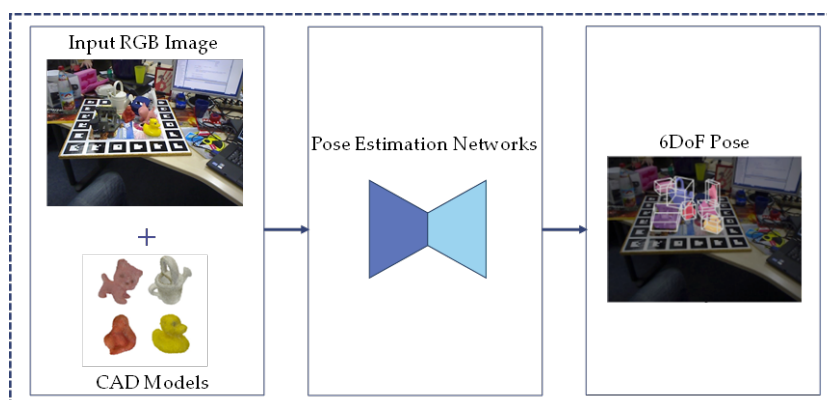 Input RGB Image
+
CAD Models
Pose Estimation Networks
6DoF Pose